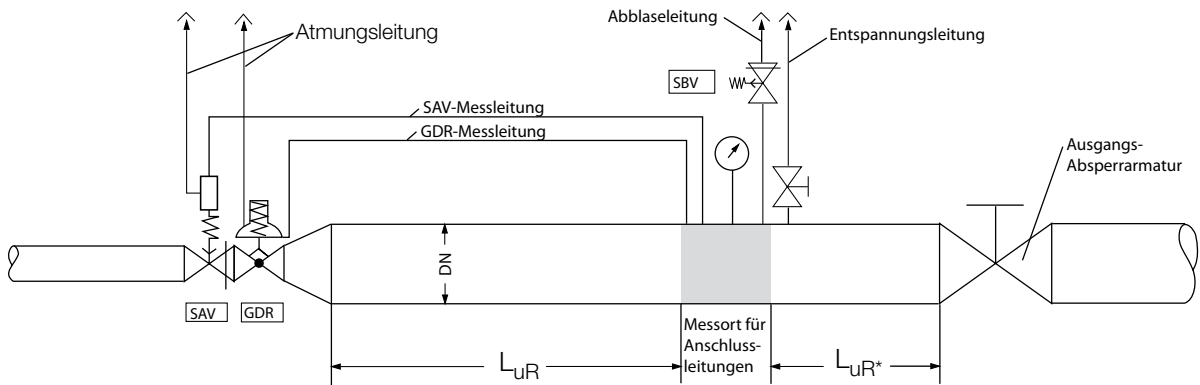 Abblaseleitung
Atmungsleitung
Entspannungsleitung
SBV
SAV-Messleitung
GDR-Messleitung
Ausgangs-
Absperrarmatur
DN
SAV
GDR
Messort für
Anschluss-
leitungen
LuR
LuR*